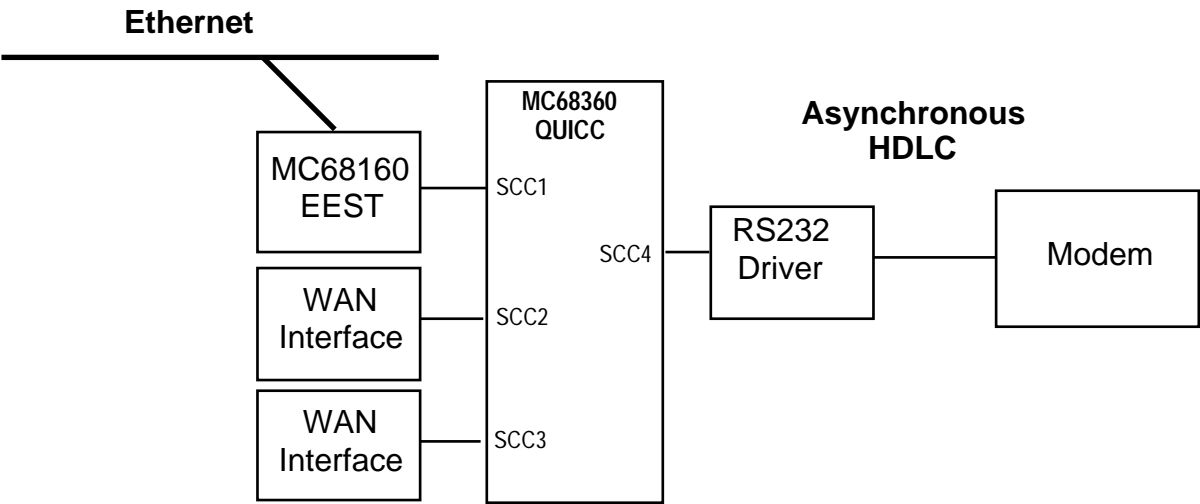 Ethernet
MC68160
EEST
WAN
Interface
WAN
Interface
MC68360
QUICC
SCC1
SCC4
SCC2
SCC3
Asynchronous
HDLC
RS232
Driver
Modem